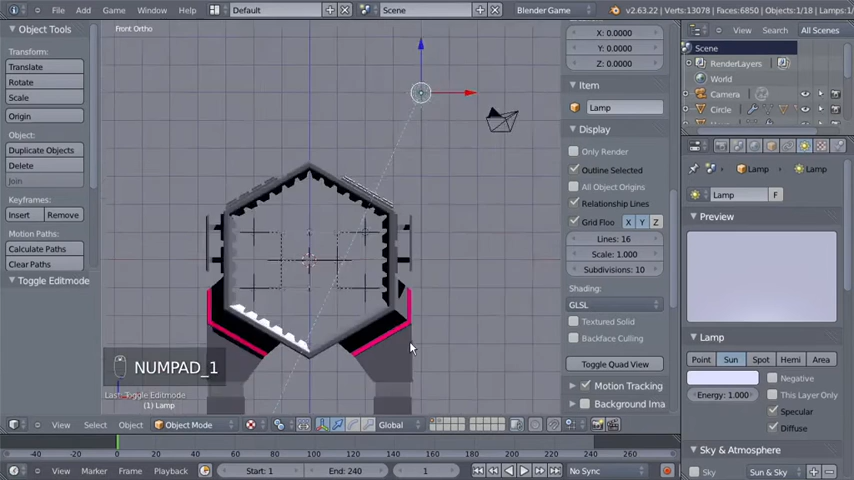 File Add Game Window Help Default Scene Blender Game v2.63.22 | Verts:13078 | Faces:6850 | Objects:1/18 | Lamps:1/
front Ortho
Object Tools
Transform:
Translate
Rotate
Scale
Origin
Object:
Duplicate Objects
Delete
Join
Keyframes:
Insert Remove
Motion Paths:
Calculate Paths
Clear Paths
Toggle Editmode
NUMPAD_1
Last: Toggle Editmode
(1) Lamp
X: 0.0000
Y: 0.0000
Z: 0.0000
Item
Lamp
Display
Only Render
Outline Selected
All Object Origins
Relationship Lines
Grid Floo X Y Z
Lines: 16
Scale: 1.000
Subdivisions: 10
Shading:
GLSL
Textured Solid
Backface Culling
Toggle Quad View
Motion Tracking
Background Ima
View Search All Scenes
Scene
RenderLayers
World
Camera
Circle
Lamp Lamp
Lamp F
Preview
Lamp
Point Sun Spot Hemi Area
Negative
Energy: 1.000 This Layer Only
Specular
Diffuse
Sky & Atmosphere
Sky Sun & Sky
View Select Object Object Mode Global
-40 -20 0 20 40 60 80 100 120 140 160 180 200 220 240 260
View Marker Frame Playback Start: 1 End: 240 1 No Sync